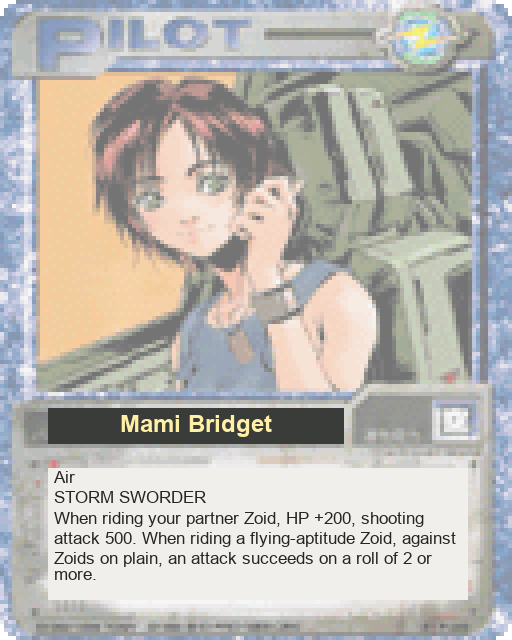 PILOT
Mami Bridget
Air
STORM SWORDER
When riding your partner Zoid, HP +200, shooting
attack 500. When riding a flying-aptitude Zoid, against
Zoids on plain, an attack succeeds on a roll of 2 or
more.